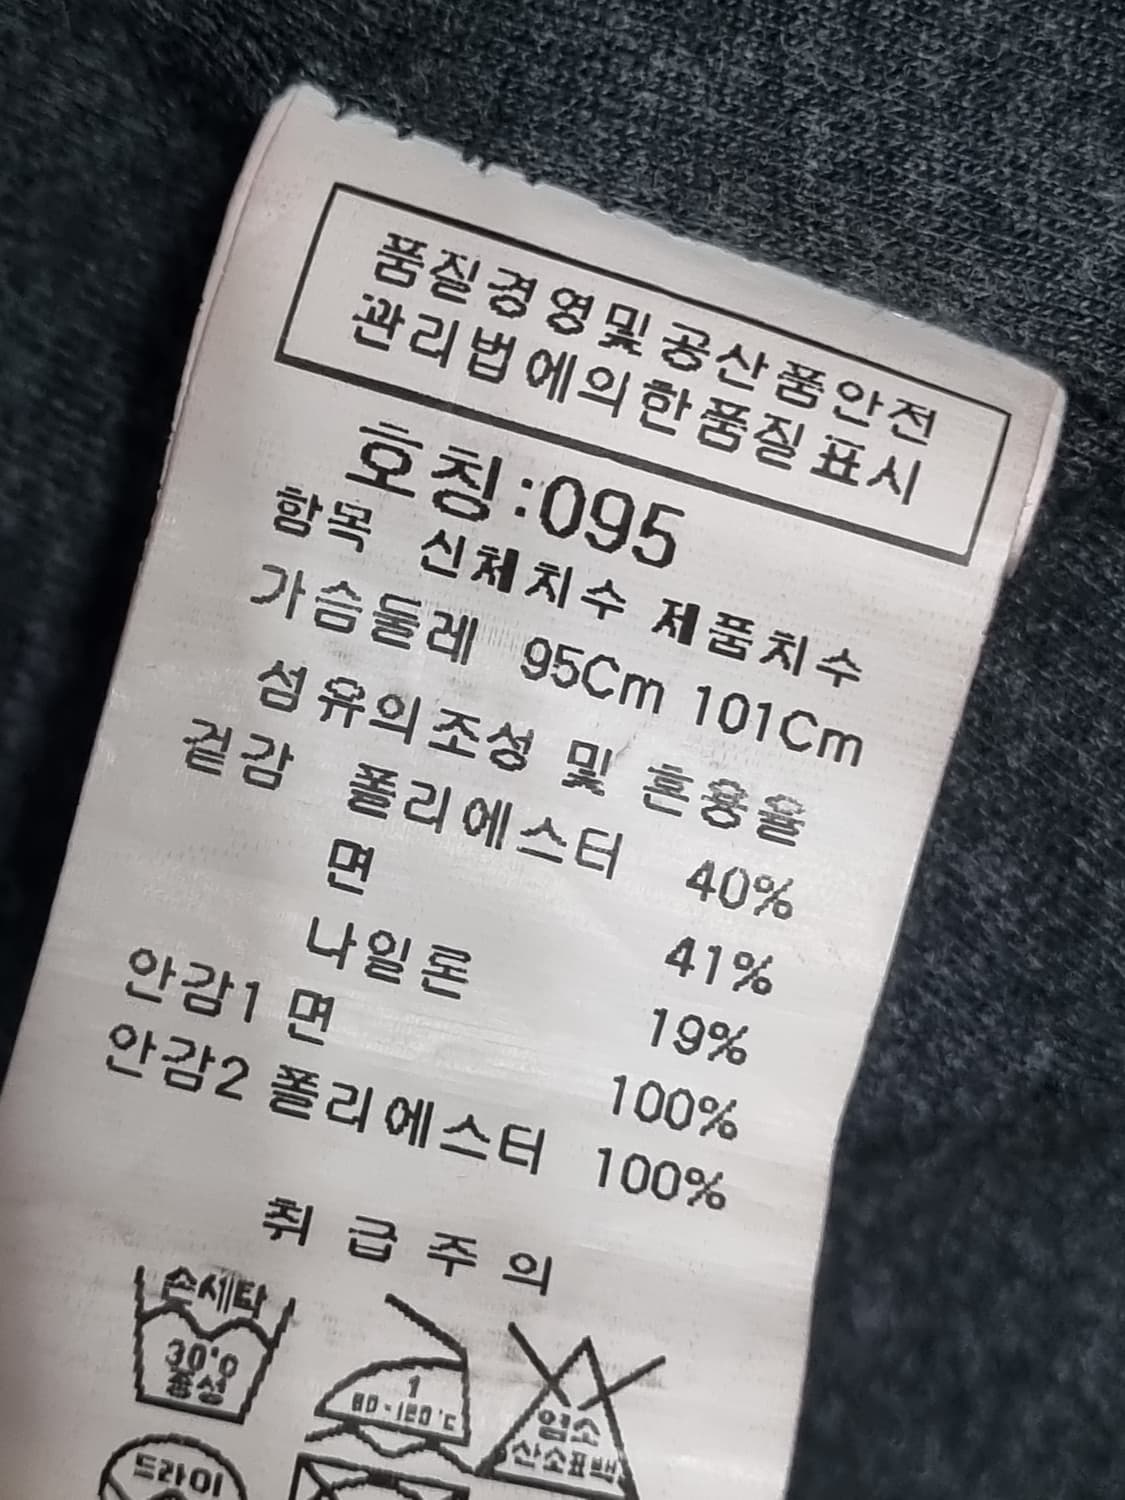 품질경영및공산품안전
관리법에의한품질표시
호칭:095
항목 신체치수 제품치수
가슴둘레 95Cm 101Cm
섬유의조성 및 혼용율
겉감 폴리에스터 40%
면 41%
나일론 19%
안감1 면 100%
안감2 폴리에스터 100%
취급주의
손세탁
30'c
중성
1
80-120'C
염소
산소표백
드라이